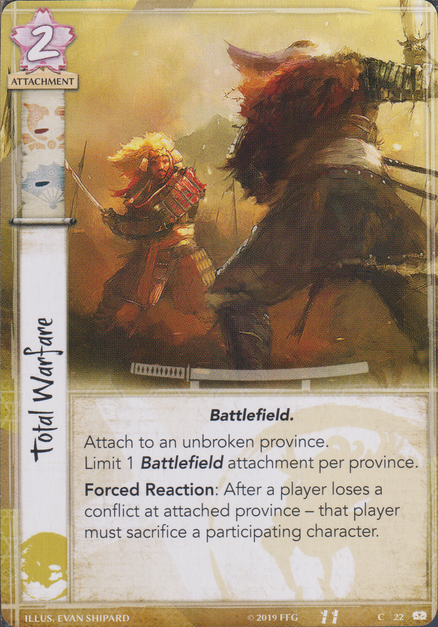 2
ATTACHMENT
Total Warfare
Battlefield.
Attach to an unbroken province.
Limit 1 Battlefield attachment per province.
Forced Reaction: After a player loses a
conflict at attached province – that player
must sacrifice a participating character.
ILLUS. EVAN SHIPARD
© 2019 FFG
C 22